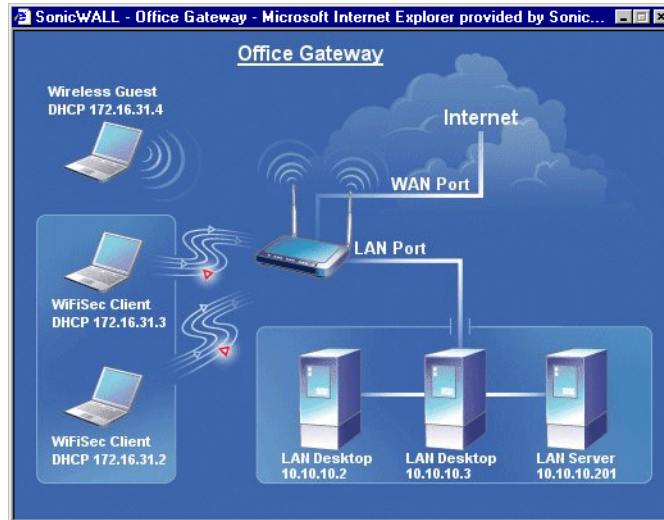 SonicWALL - Office Gateway - Microsoft Internet Explorer provided by Sonic...
Office Gateway
Wireless Guest
DHCP 172.16.31.4
Internet
WAN Port
LAN Port
WiFiSec Client
DHCP 172.16.31.3
WiFiSec Client
DHCP 172.16.31.2
LAN Desktop
10.10.10.2
LAN Desktop
10.10.10.3
LAN Server
10.10.10.201